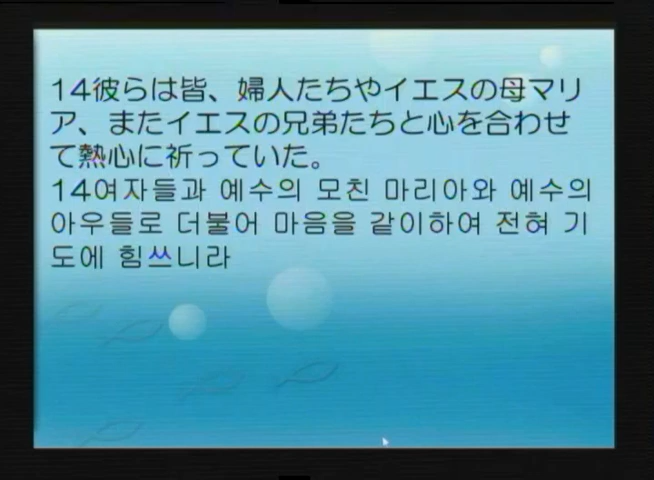 14彼らは皆、婦人たちやイエスの母マリ
ア、またイエスの兄弟たちと心を合わせ
て熱心に祈っていた。
14여자들과 예수의 모친 마리아와 예수의
아우들로 더불어 마음을 같이하여 전혀 기
도에 힘쓰니라